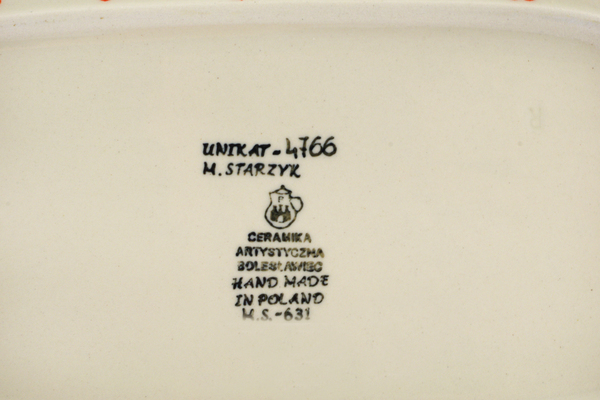 UNIKAT-4766
M.STARZYK
P
CERAMIKA
ARTYSTYCZNA
BOLESŁAWIEC
HAND MADE
IN POLAND
M.S.-631